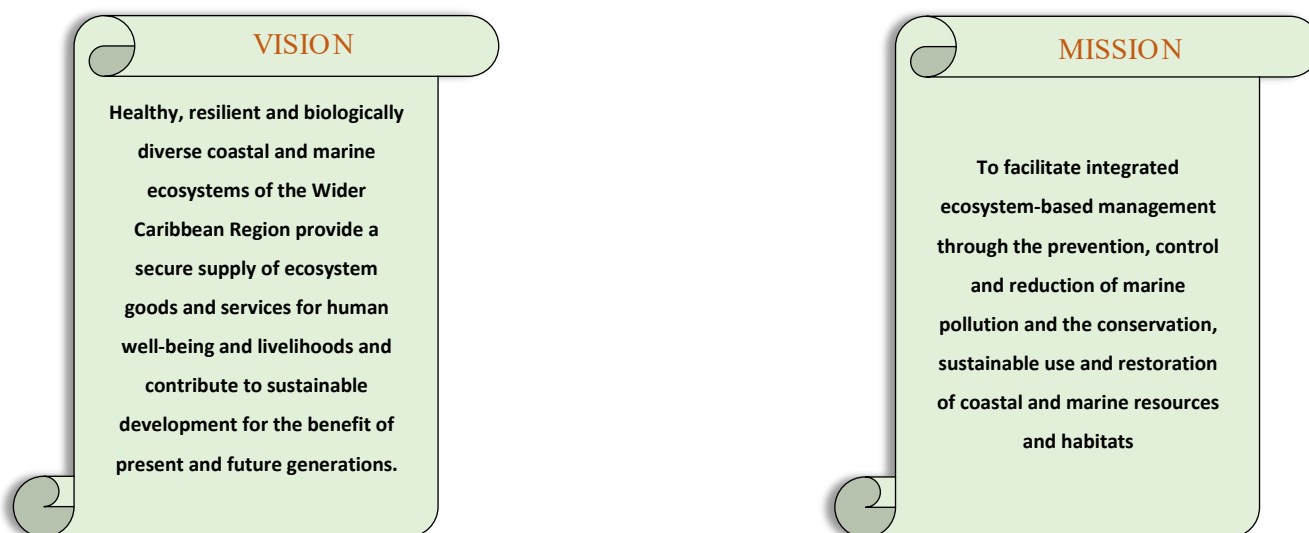 VISION
Healthy, resilient and biologically
diverse coastal and marine
ecosystems of the Wider
Caribbean Region provide a
secure supply of ecosystem
goods and services for human
well-being and livelihoods and
contribute to sustainable
development for the benefit of
present and future generations.
MISSION
To facilitate integrated
ecosystem-based management
through the prevention, control
and reduction of marine
pollution and the conservation,
sustainable use and restoration
of coastal and marine resources
and habitats